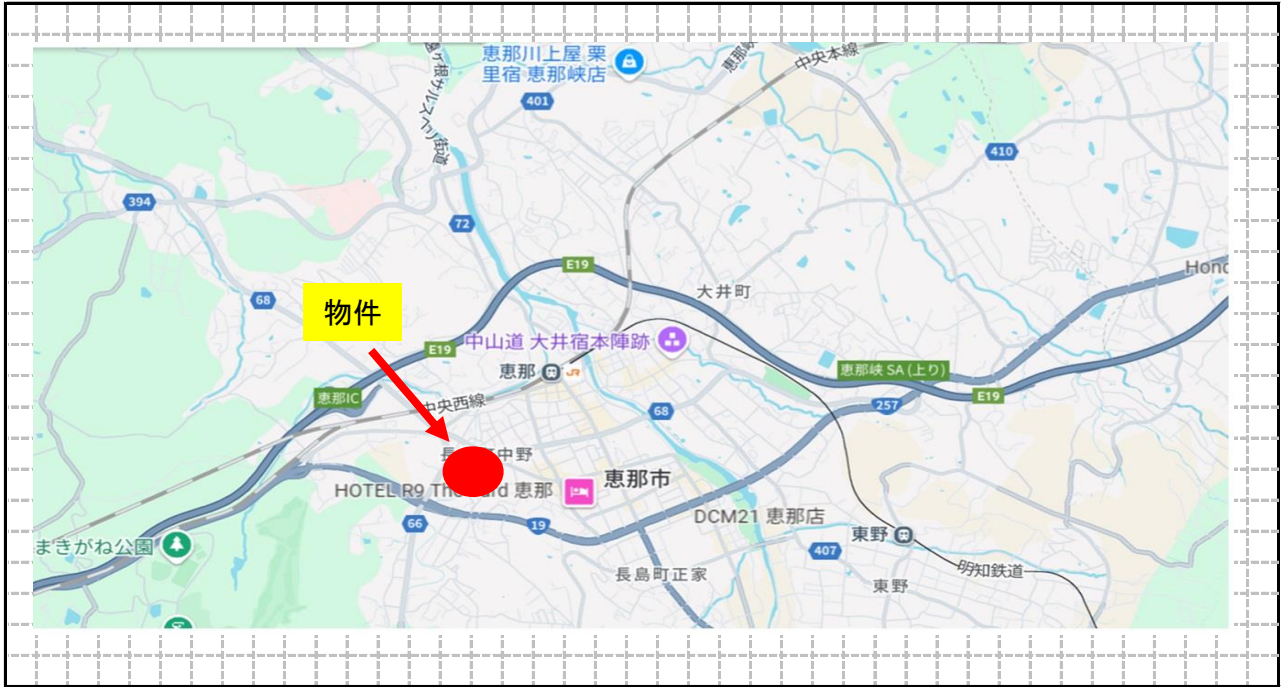 恵那川上屋 栗
里宿 恵那峡店
401
中央本線
410
394
72
E19
68
大井町
物件
E19
中山道 大井宿本陣跡
恵那
JR
恵那峡 SA (上り)
恵那IC
中央西線
E19
257
68
中野
恵那市
HOTEL R9 The
恵那
66
19
DCM21 恵那店
東野
407
まきがね公園
長島町正家
明知鉄道
東野